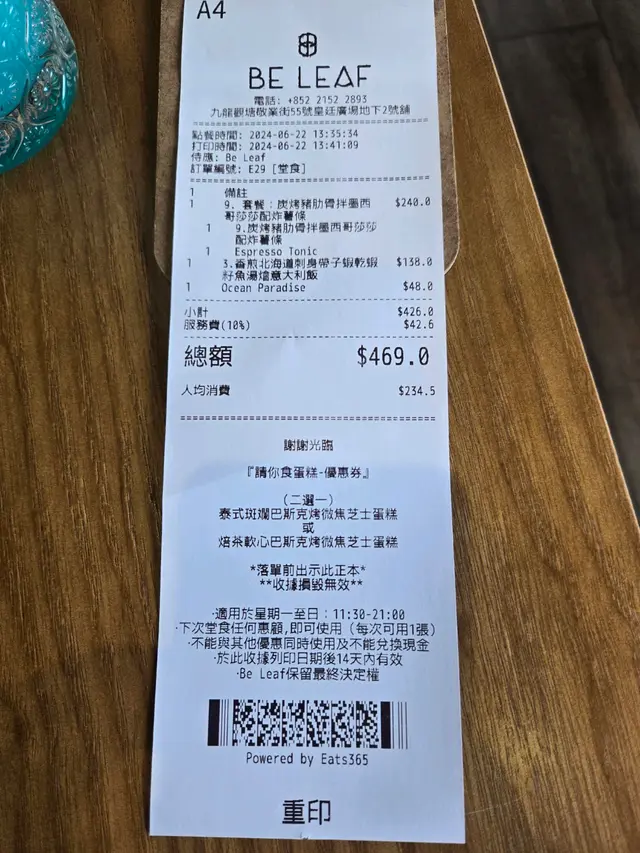 A4
BE LEAF
電話: +852 2152 2893
九龍觀塘敬業街55號皇廷廣場地下2號舖
點餐時間: 2024-06-22 13:35:34
打印時間: 2024-06-22 13:41:09
侍應: Be Leaf
訂單編號: E29 [堂食]
1 備註
1 9. 套餐：炭烤豬肋骨拌墨西 $240.0
哥莎莎配炸薯條
1 9.炭烤豬肋骨拌墨西哥莎莎
配炸薯條
1 Espresso Tonic
1 3.香煎北海道刺身帶子蝦乾蝦 $138.0
籽魚湯燴意大利飯
1 Ocean Paradise $48.0
小計 $426.0
服務費(10%) $42.6
總額 $469.0
人均消費 $234.5
謝謝光臨
『請你食蛋糕-優惠券』
（二選一）
泰式斑斕巴斯克烤微焦芝士蛋糕
或
焙茶軟心巴斯克烤微焦芝士蛋糕
*落單前出示此正本*
**收據損毀無效**
·適用於星期一至日：11:30-21:00
·下次堂食任何惠顧,即可使用（每次可用1張）
·不能與其他優惠同時使用及不能兌換現金
·於此收據列印日期後14天內有效
·Be Leaf保留最終決定權
Powered by Eats365
重印